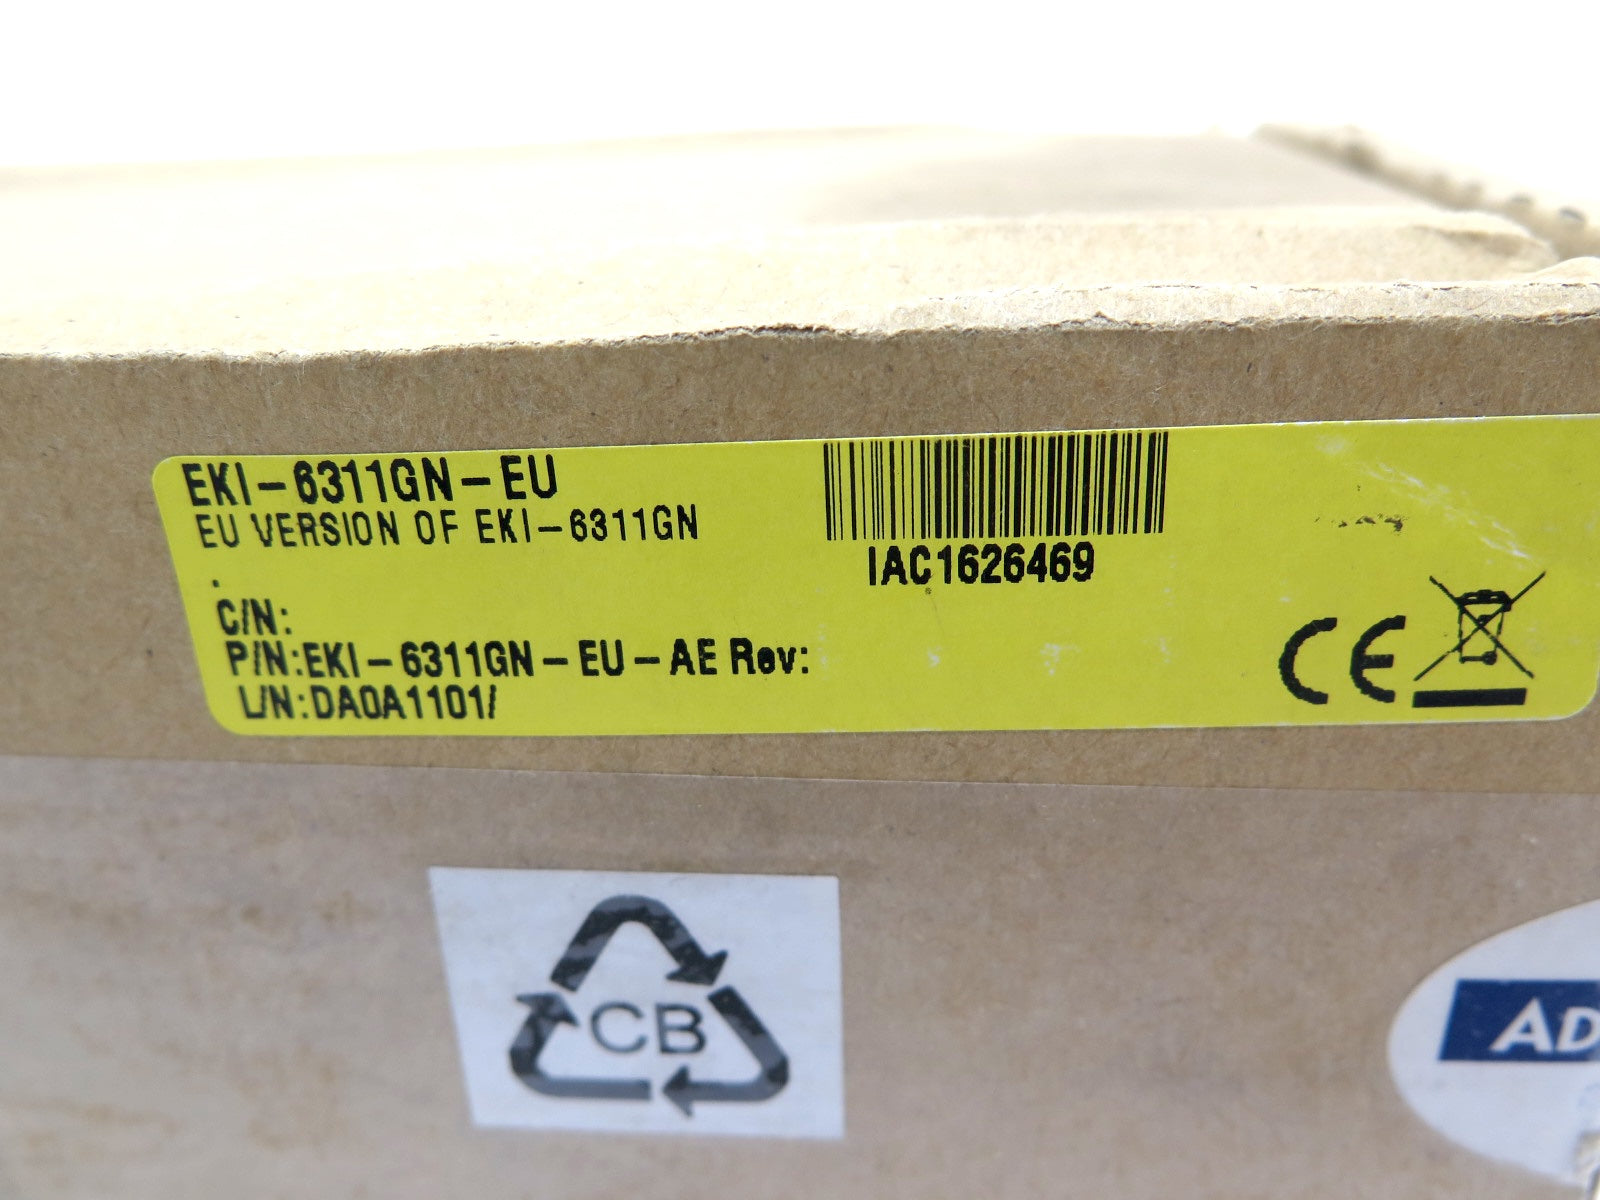 EKI-6311GN-EU
EU VERSION OF EKI-6311GN
.
C/N:
P/N:EKI-6311GN-EU-AE Rev:
L/N:DA0A1101/
IAC1626469
CE
CB
AD